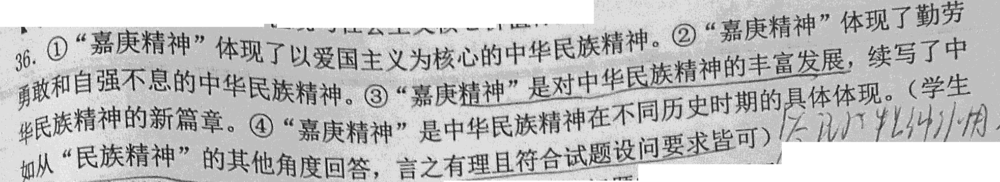 36. ①“嘉庚精神”体现了以爱国主义为核心的中华民族精神。②“嘉庚精神”体现了勤劳
勇敢和自强不息的中华民族精神。③“嘉庚精神”是对中华民族精神的丰富发展，续写了中
华民族精神的新篇章。④“嘉庚精神”是中华民族精神在不同历史时期的具体体现。（学生
如从“民族精神”的其他角度回答，言之有理且符合试题设问要求皆可）